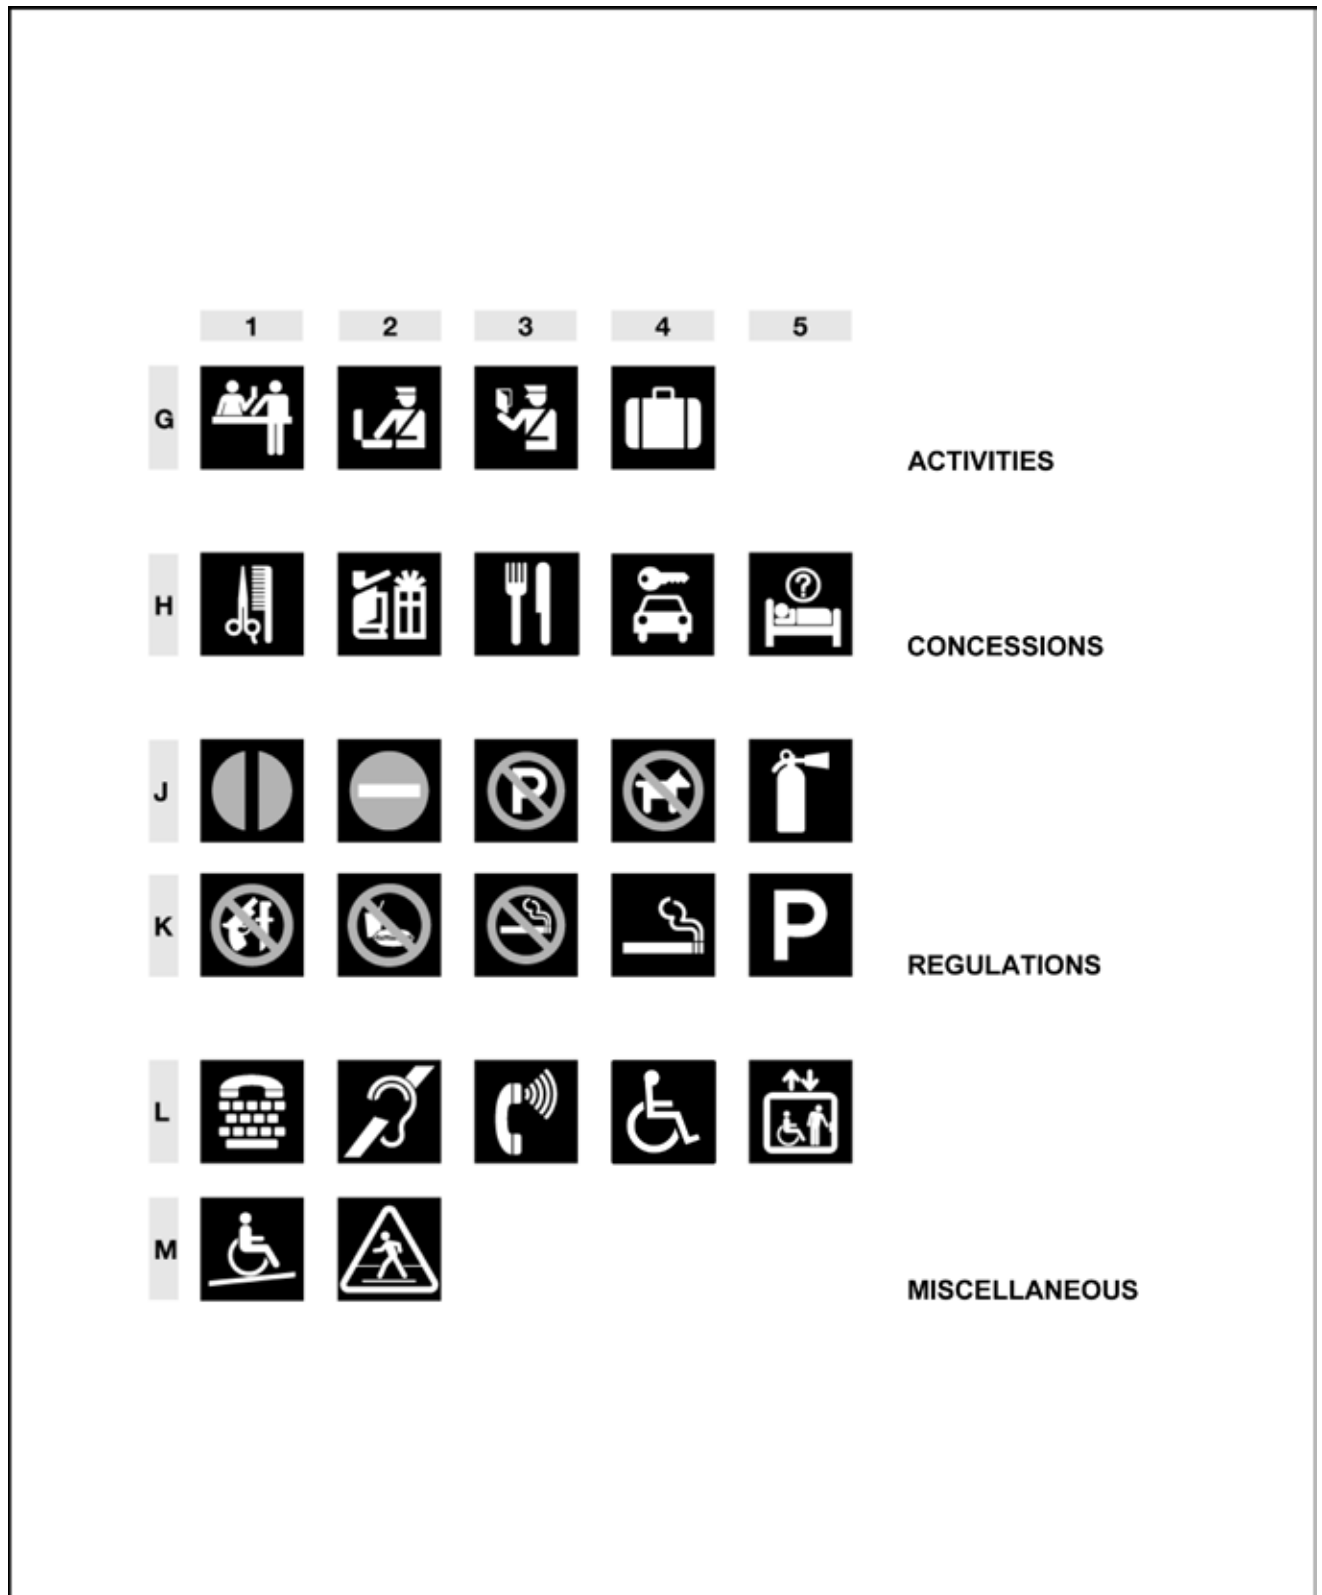 1 2 3 4 5
G
ACTIVITIES
H ?
CONCESSIONS
J P
K P
REGULATIONS
L
M
MISCELLANEOUS